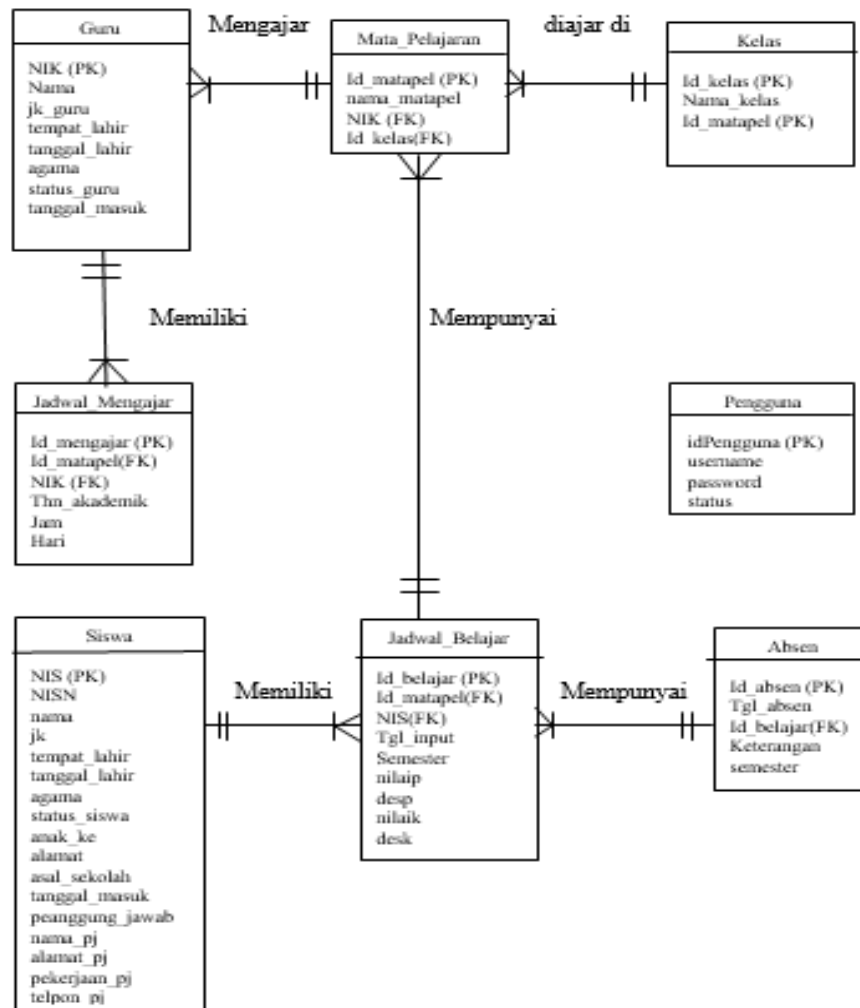 Guru
NIK (PK)
Nama
jk_guru
tempat_lahir
tanggal_lahir
agama
status_guru
tanggal_masuk
Mengajar
Mata_Pelajaran
Id_matapel (PK)
nama_matapel
NIK (FK)
Id_kelas(FK)
diajar di
Kelas
Id_kelas (PK)
Nama_kelas
Id_matapel (PK)
Memiliki
Mempunyai
Jadwal_Mengajar
Id_mengajar (PK)
Id_matapel(FK)
NIK (FK)
Thn_akademik
Jam
Hari
Pengguna
idPengguna (PK)
username
password
status
Siswa
NIS (PK)
NISN
nama
jk
tempat_lahir
tanggal_lahir
agama
status_siswa
anak_ke
alamat
asal_sekolah
tanggal_masuk
peanggung_jawab
nama_pj
alamat_pj
pekerjaan_pj
telpon_pj
Memiliki
Jadwal_Belajar
Id_belajar (PK)
Id_matapel(FK)
NIS(FK)
Tgl_input
Semester
nilaip
desp
nilaik
desk
Mempunyai
Absen
Id_absen (PK)
Tgl_absen
Id_belajar(FK)
Keterangan
semester